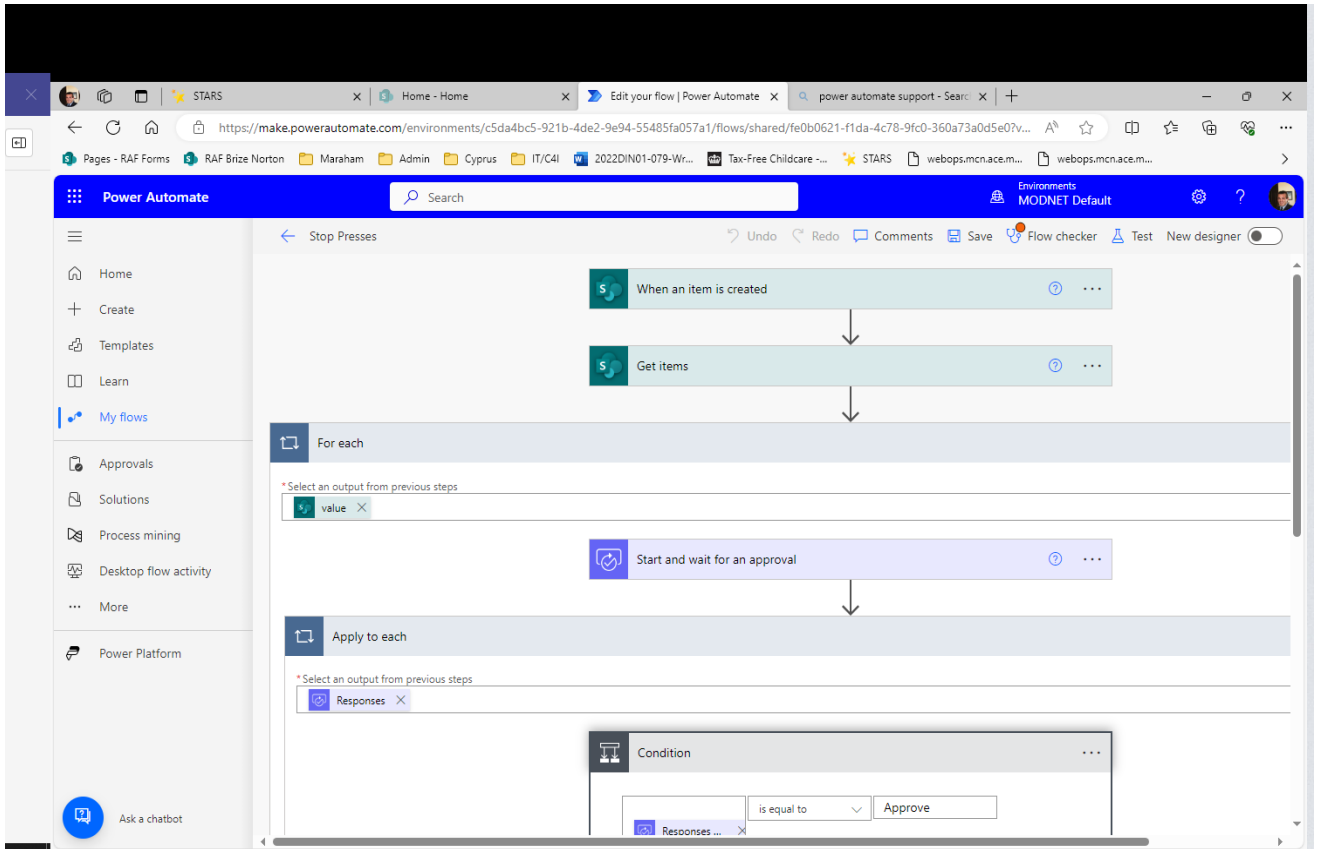 STARS
Home - Home
Edit your flow | Power Automate
power automate support - Searc
https://make.powerautomate.com/environments/c5da4bc5-921b-4de2-9e94-55485fa057a1/flows/shared/fe0b0621-f1da-4c78-9fc0-360a73a0d5e0?v...
Pages - RAF Forms
RAF Brize Norton
Maraham
Admin
Cyprus
IT/C4I
2022DIN01-079-Wr...
Tax-Free Childcare -...
STARS
webops.mcn.ace.m...
webops.mcn.ace.m...
Power Automate
Search
Environments
MODNET Default
Stop Presses
Undo
Redo
Comments
Save
Flow checker
Test
New designer
Home
Create
Templates
Learn
My flows
Approvals
Solutions
Process mining
Desktop flow activity
More
Power Platform
Ask a chatbot
When an item is created
Get items
For each
* Select an output from previous steps
value
Start and wait for an approval
Apply to each
* Select an output from previous steps
Responses
Condition
Responses ...
is equal to
Approve